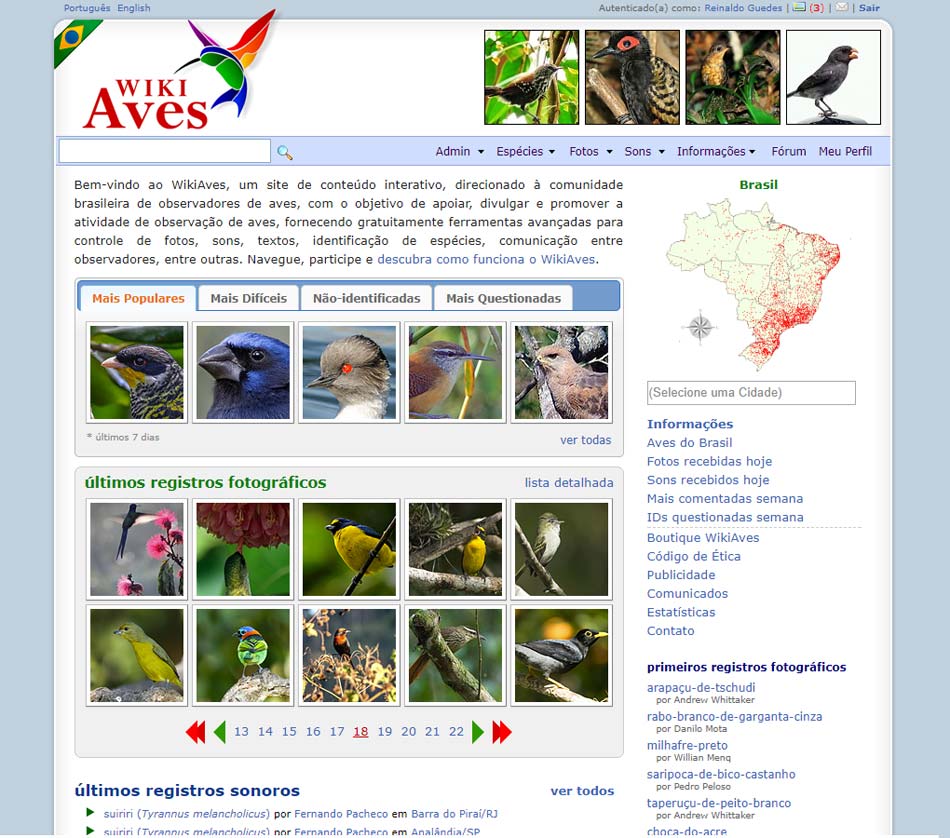 Português English
Autenticado(a) como: Reinaldo Guedes | (3) | | Sair
WIKI
Aves
Admin Espécies Fotos Sons Informações Fórum Meu Perfil
Bem-vindo ao WikiAves, um site de conteúdo interativo, direcionado à comunidade
brasileira de observadores de aves, com o objetivo de apoiar, divulgar e promover a
atividade de observação de aves, fornecendo gratuitamente ferramentas avançadas para
controle de fotos, sons, textos, identificação de espécies, comunicação entre
observadores, entre outras. Navegue, participe e descubra como funciona o WikiAves.
Mais Populares Mais Difíceis Não-identificadas Mais Questionadas
* últimos 7 dias
ver todas
últimos registros fotográficos
lista detalhada
13 14 15 16 17 18 19 20 21 22
últimos registros sonoros
ver todos
suiriri (Tyrannus melancholicus) por Fernando Pacheco em Barra do Piraí/RJ
suiriri (Tyrannus melancholicus) por Fernando Pacheco em Analândia/SP
Brasil
(Selecione uma Cidade)
Informações
Aves do Brasil
Fotos recebidas hoje
Sons recebidos hoje
Mais comentadas semana
IDs questionadas semana
Boutique WikiAves
Código de Ética
Publicidade
Comunicados
Estatísticas
Contato
primeiros registros fotográficos
arapaçu-de-tschudi
por Andrew Whittaker
rabo-branco-de-garganta-cinza
por Danilo Mota
milhafre-preto
por Willian Menq
saripoca-de-bico-castanho
por Pedro Peloso
taperuçu-de-peito-branco
por Andrew Whittaker
choca-do-acre